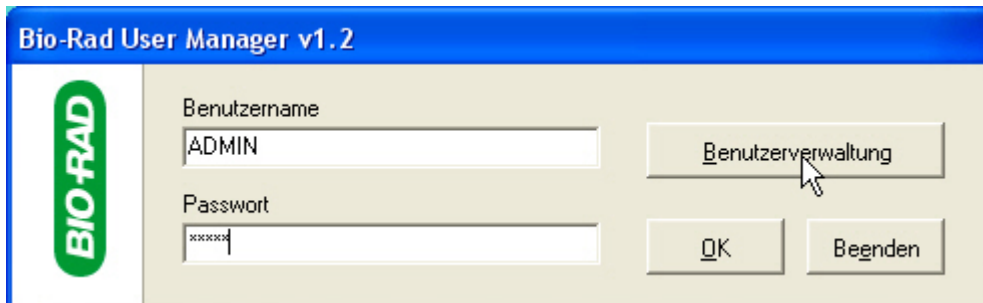 Bio-Rad User Manager v1.2
BIO-RAD
Benutzername
ADMIN
Benutzerverwaltung
Passwort
*****
OK
Beenden